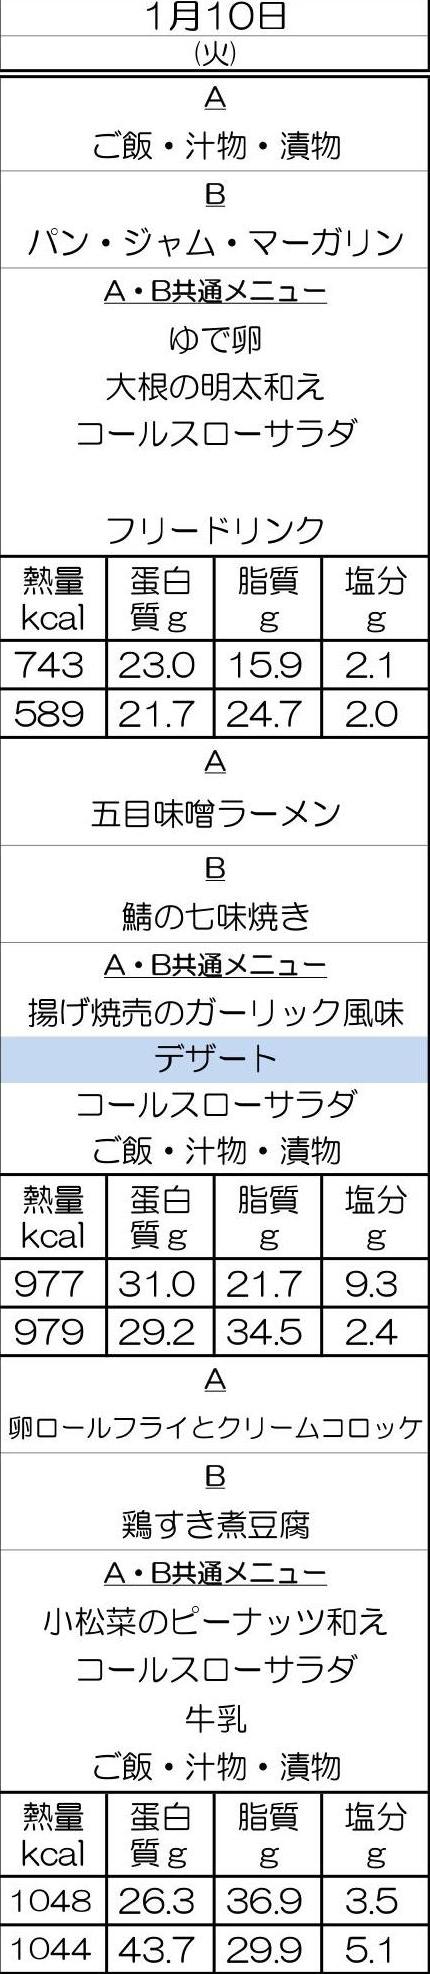 1月10日
(火)
A
ご飯・汁物・漬物
B
パン・ジャム・マーガリン
A・B共通メニュー
ゆで卵
大根の明太和え
コールスローサラダ
フリードリンク
熱量 蛋白 脂質 塩分
kcal 質g g g
743 23.0 15.9 2.1
589 21.7 24.7 2.0
A
五目味噌ラーメン
B
鯖の七味焼き
A・B共通メニュー
揚げ焼売のガーリック風味
デザート
コールスローサラダ
ご飯・汁物・漬物
熱量 蛋白 脂質 塩分
kcal 質g g g
977 31.0 21.7 9.3
979 29.2 34.5 2.4
A
卵ロールフライとクリームコロッケ
B
鶏すき煮豆腐
A・B共通メニュー
小松菜のピーナッツ和え
コールスローサラダ
牛乳
ご飯・汁物・漬物
熱量 蛋白 脂質 塩分
kcal 質g g g
1048 26.3 36.9 3.5
1044 43.7 29.9 5.1